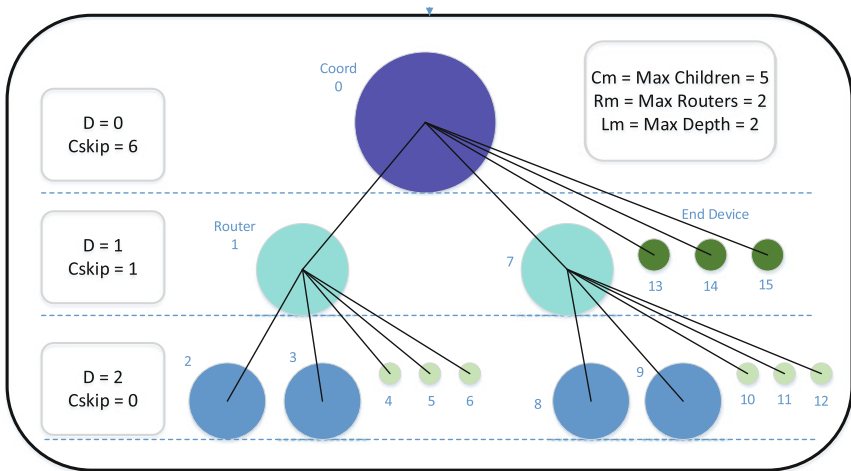 Coord
0
Cm = Max Children = 5
Rm = Max Routers = 2
Lm = Max Depth = 2
D = 0
Cskip = 6
Router
1
7
End Device
13
14
15
D = 1
Cskip = 1
2
3
4
5
6
8
9
10
11
12
D = 2
Cskip = 0